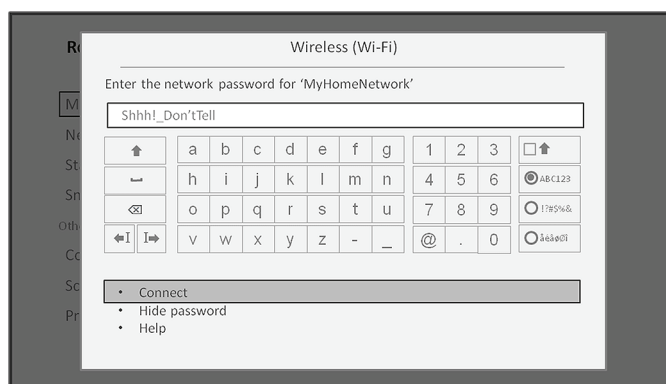 Wireless (Wi-Fi)
Enter the network password for ‘MyHomeNetwork’
Shhh!_Don’tTell
a b c d e f g 1 2 3
ABC123
h i j k l m n 4 5 6
!?#$%&
o p q r s t u 7 8 9
åéâøØî
v w x y z - _ @ . 0
• Connect
• Hide password
• Help